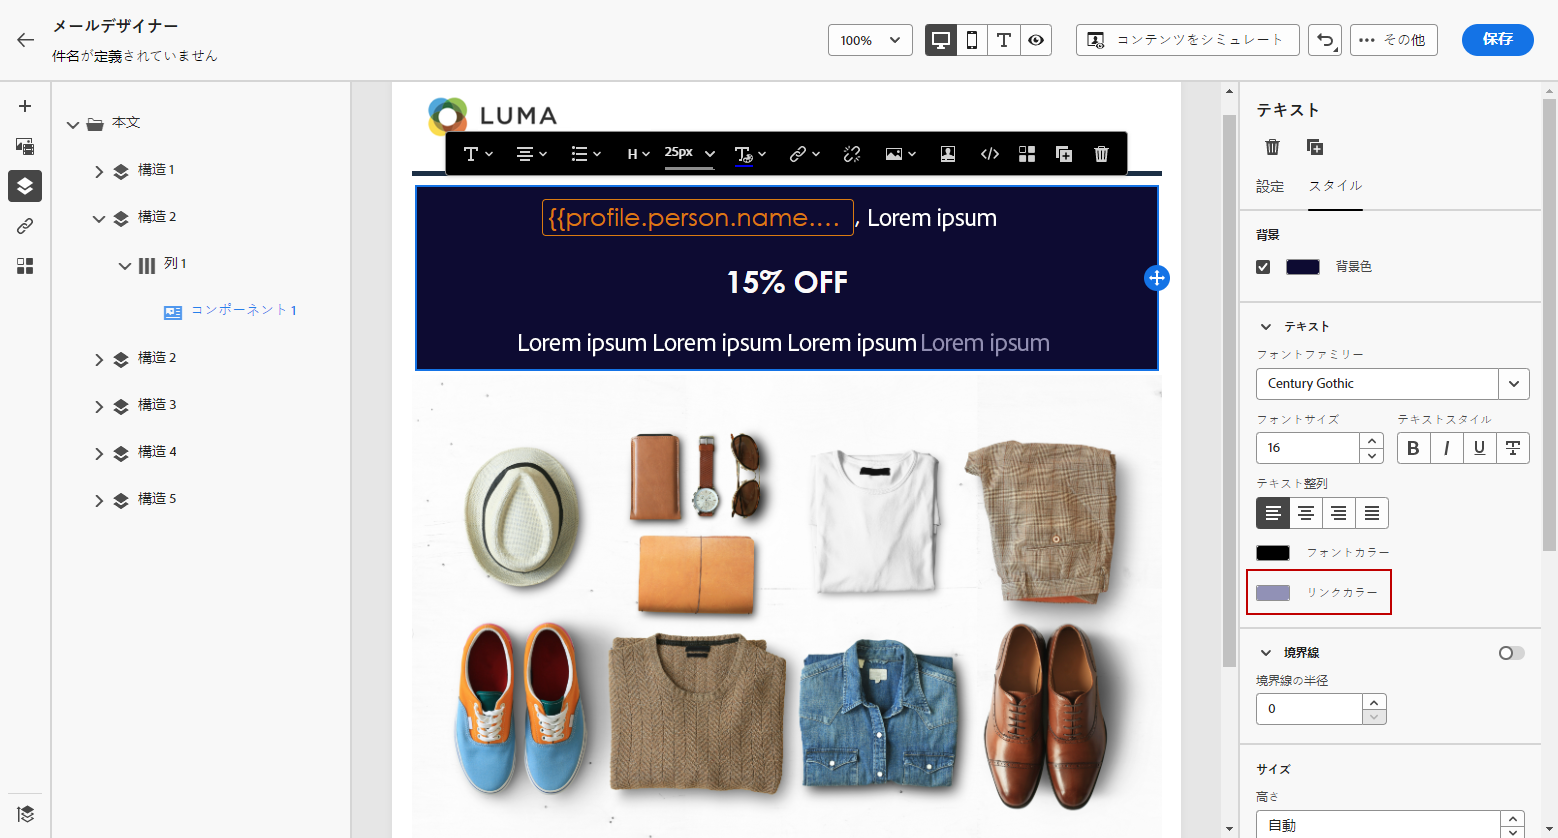 メールデザイナー
件名が定義されていません
100%
コンテンツをシミュレート
その他
保存
本文
構造 1
構造 2
列 1
コンポーネント 1
構造 2
構造 3
構造 4
構造 5
LUMA
H
25px
{{profile.person.name.... , Lorem ipsum
15% OFF
Lorem ipsum Lorem ipsum Lorem ipsum Lorem ipsum
テキスト
設定
スタイル
背景
背景色
テキスト
フォントファミリー
Century Gothic
フォントサイズ
テキストスタイル
16
B I U T
テキスト整列
フォントカラー
リンクカラー
境界線
境界線の半径
0
サイズ
高さ
自動